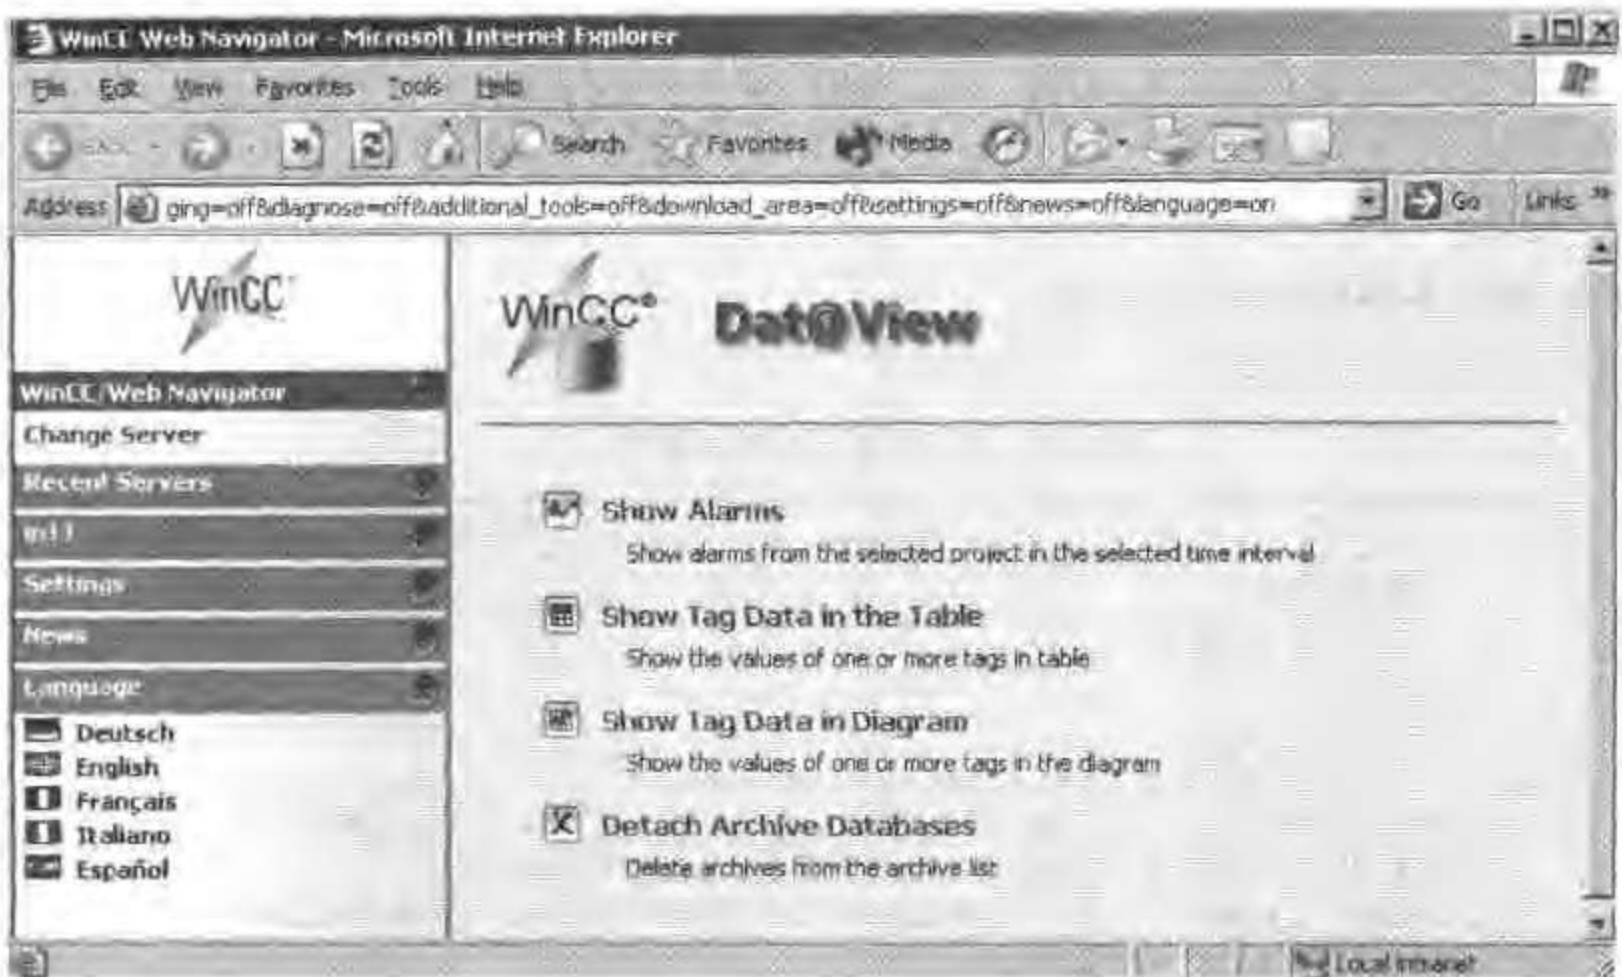 WinCC Web Navigator - Microsoft Internet Explorer
File Edit View Favorites Tools Help
Back Search Favorites Media
Address ging=off&diagnose=off&additional_tools=off&download_area=off&settings=off&news=off&language=on Go Links »
WinCC
WinCC/Web Navigator
Change Server
Recent Servers
Settings
News
Language
Deutsch
English
Français
Italiano
Español
WinCC® Dat@View
Show Alarms
Show alarms from the selected project in the selected time interval
Show Tag Data in the Table
Show the values of one or more tags in table
Show Tag Data in Diagram
Show the values of one or more tags in the diagram
Detach Archive Databases
Delete archives from the archive list
Local intranet